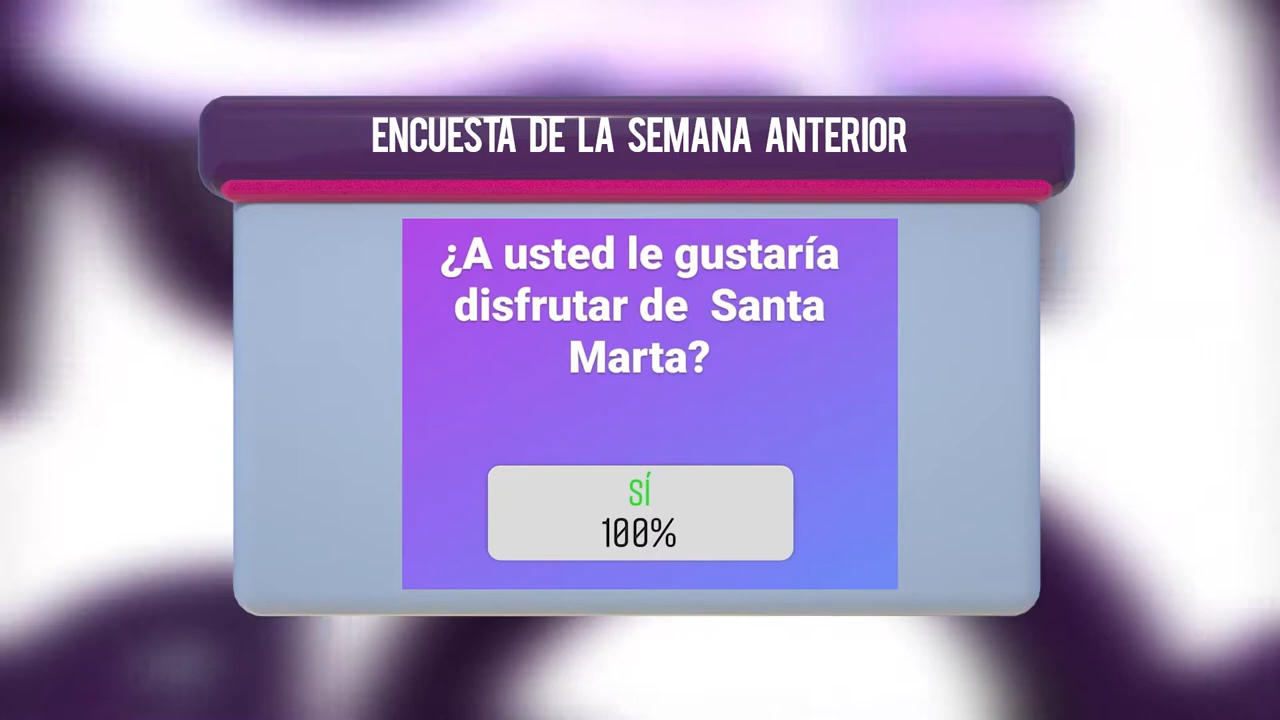 ENCUESTA DE LA SEMANA ANTERIOR
¿A usted le gustaría
disfrutar de Santa
Marta?
SÍ
100%